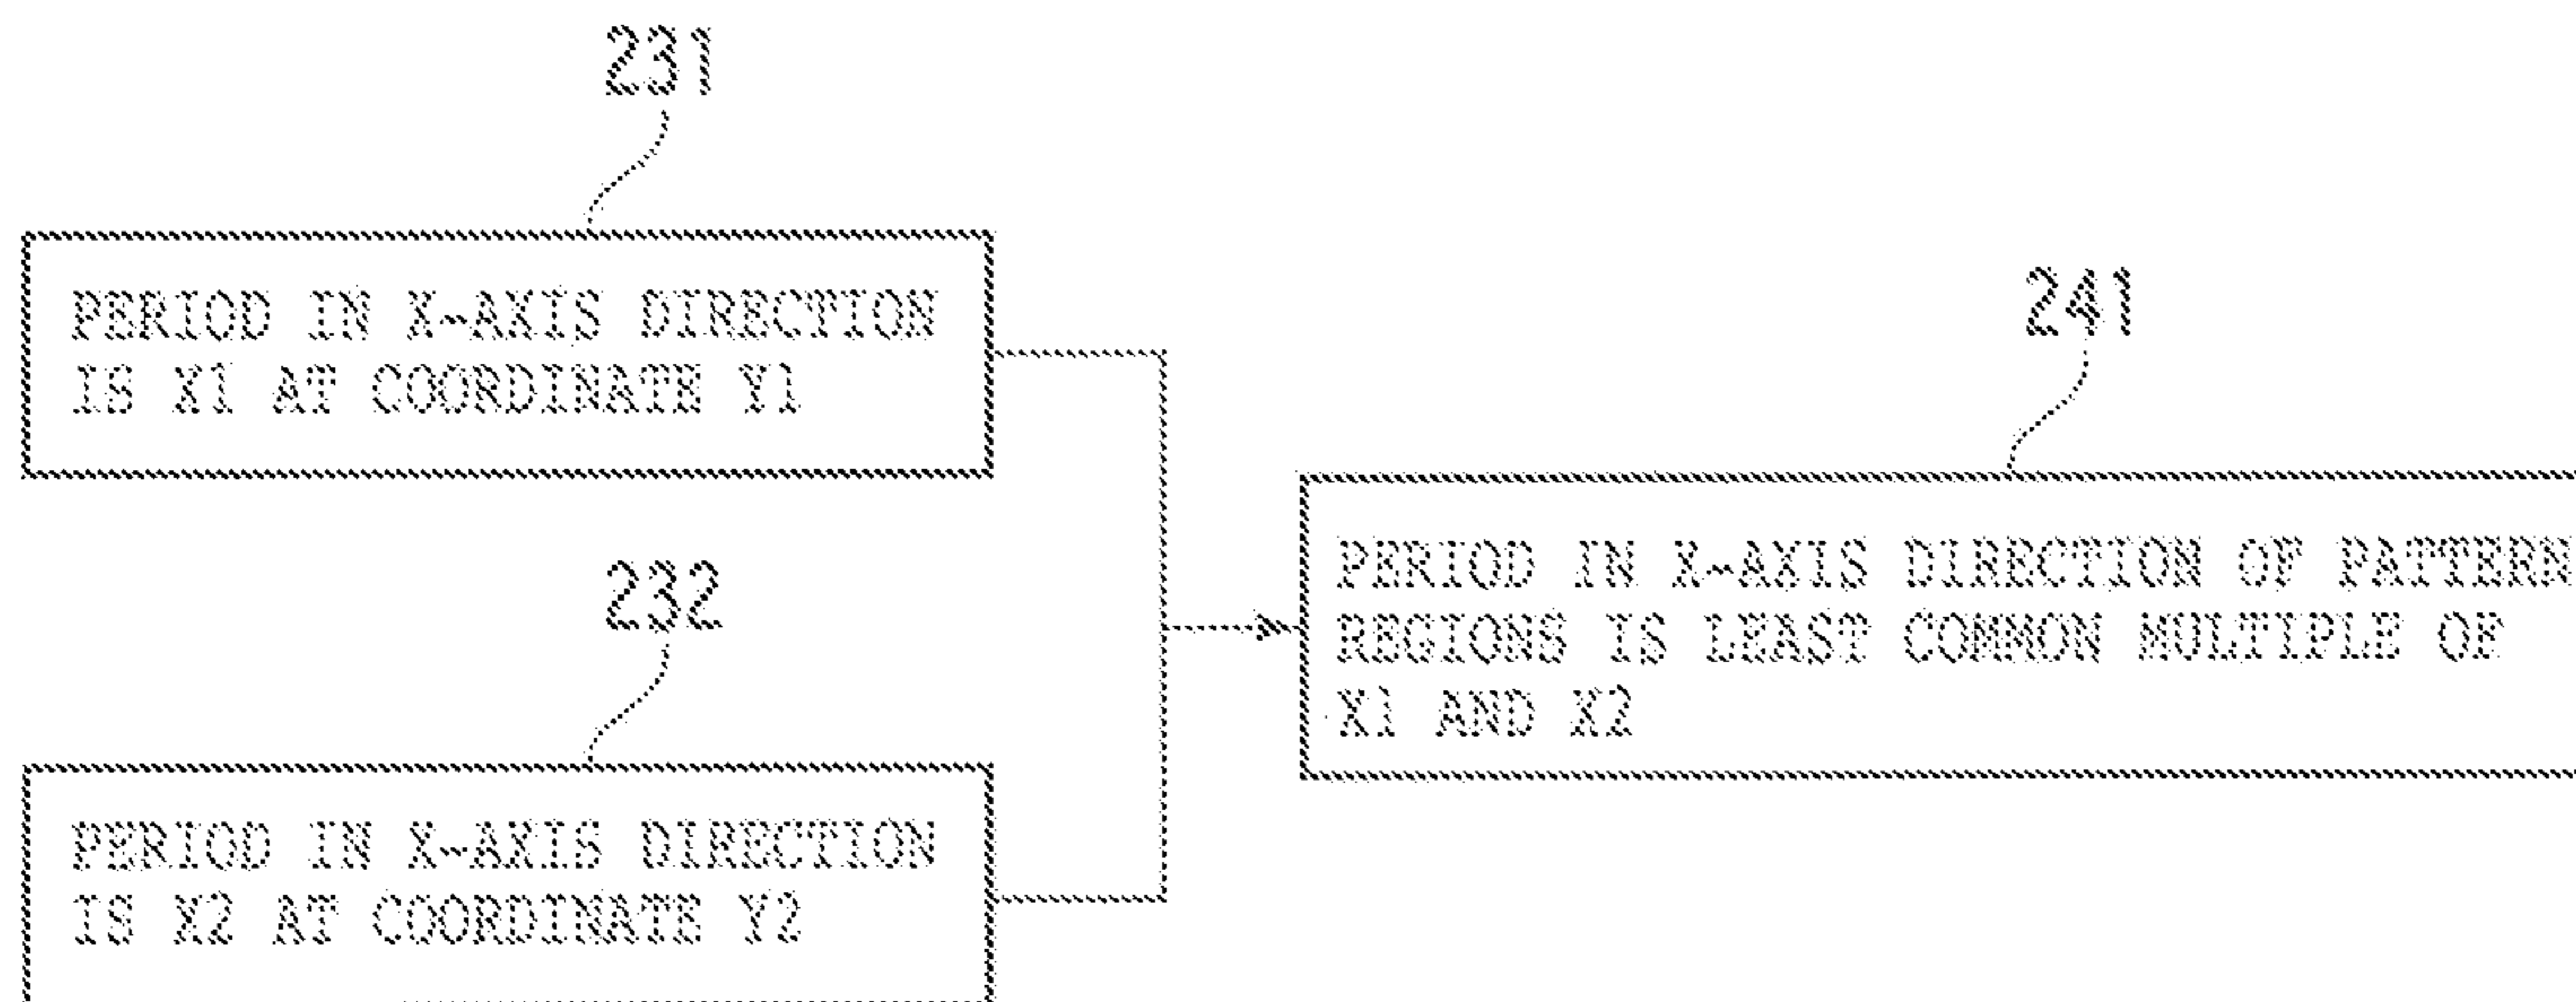 231
PERIOD IN X-AXIS DIRECTION
IS X1 AT COORDINATE Y1
232
PERIOD IN X-AXIS DIRECTION
IS X2 AT COORDINATE Y2
241
PERIOD IN X-AXIS DIRECTION OF PATTERN
REGIONS IS LEAST COMMON MULTIPLE OF
X1 AND X2